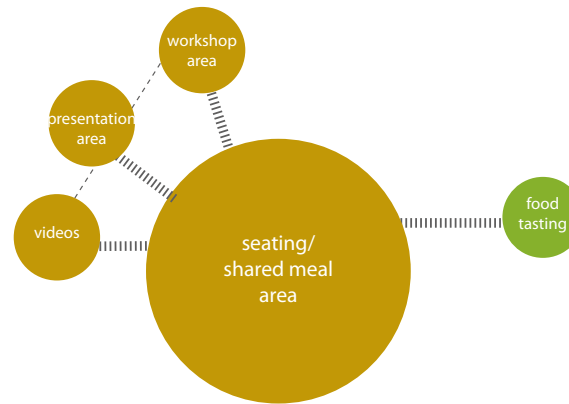 workshop
area
presentation
area
videos
seating/
shared meal
area
food
tasting